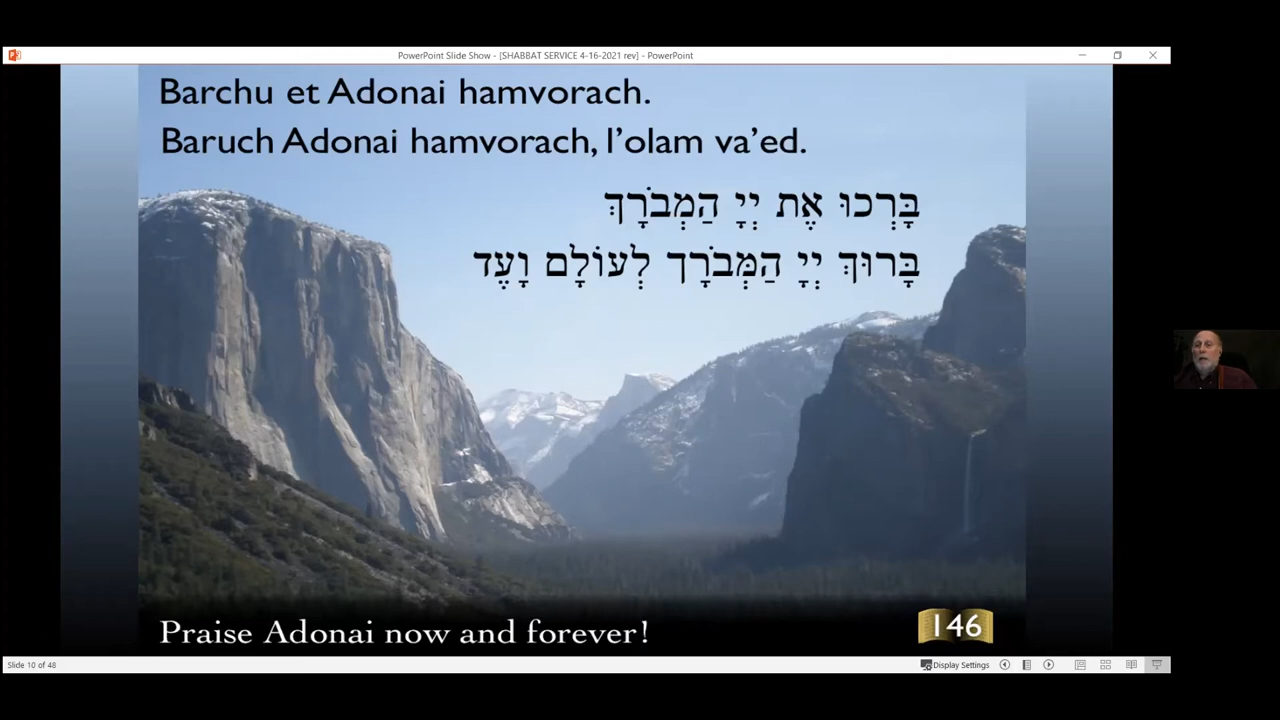 PowerPoint Slide Show - [SHABBAT SERVICE 4-16-2021 rev] - PowerPoint
Barchu et Adonai hamvorach.
Baruch Adonai hamvorach, l'olam va'ed.
בָּרְכוּ אֶת יְיָ הַמְבֹרָךְ
בָּרוּךְ יְיָ הַמְּבֹרָך לְעוֹלָם וָעֶד
Praise Adonai now and forever!
146
Slide 10 of 48
Display Settings